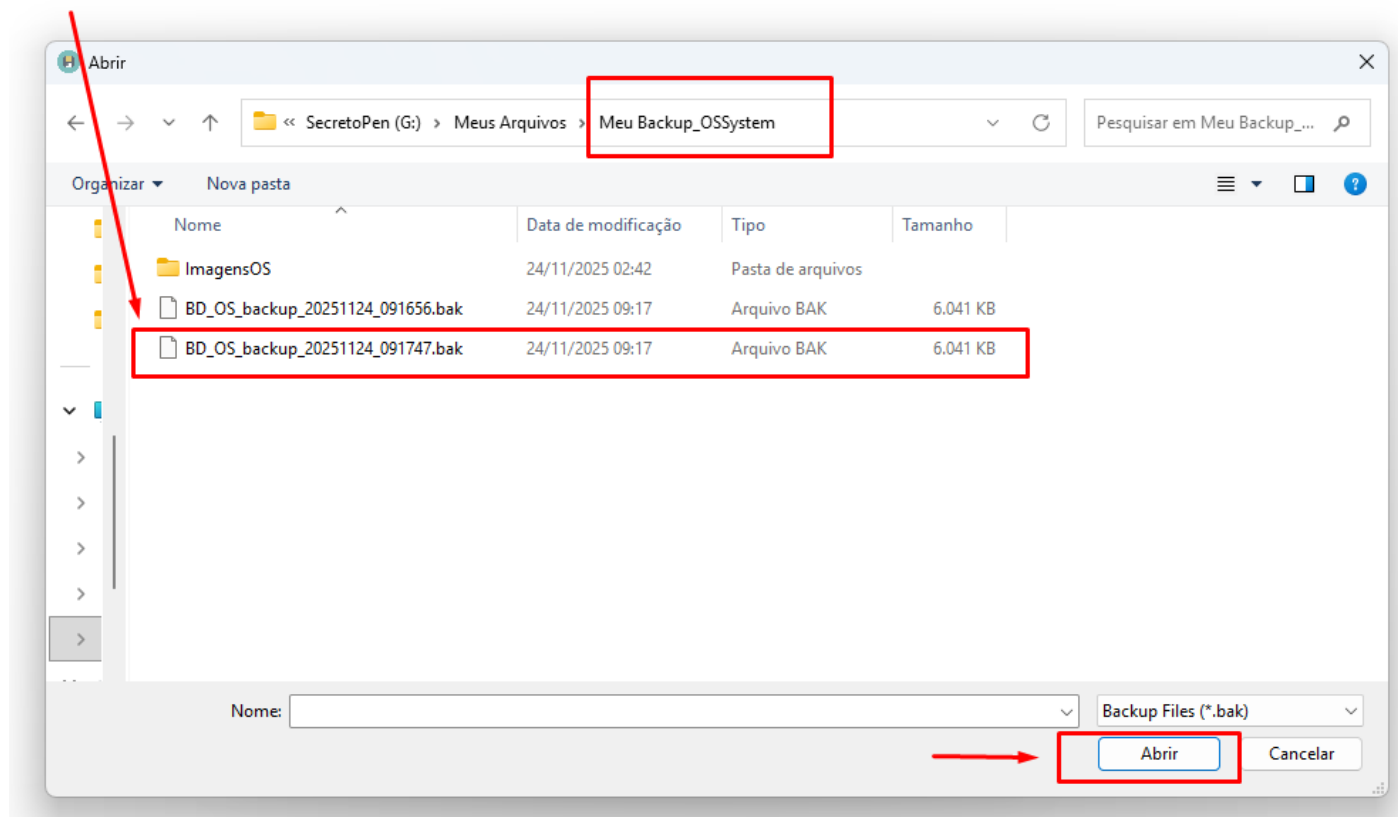 Abrir
« SecretoPen (G:) › Meus Arquivos › Meu Backup_OSSystem
Pesquisar em Meu Backup_...
Organizar Nova pasta
Nome Data de modificação Tipo Tamanho
ImagensOS 24/11/2025 02:42 Pasta de arquivos
BD_OS_backup_20251124_091656.bak 24/11/2025 09:17 Arquivo BAK 6.041 KB
BD_OS_backup_20251124_091747.bak 24/11/2025 09:17 Arquivo BAK 6.041 KB
Nome: Backup Files (*.bak)
Abrir Cancelar